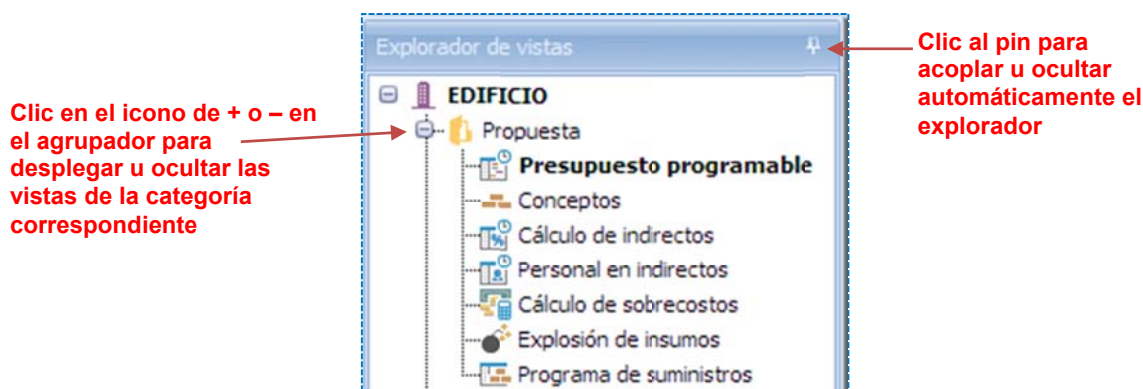 Explorador de vistas
Clic al pin para
acoplar u ocultar
automáticamente el
explorador
Clic en el icono de + o – en
el agrupador para
desplegar u ocultar las
vistas de la categoría
correspondiente
EDIFICIO
Propuesta
Presupuesto programable
Conceptos
Cálculo de indirectos
Personal en indirectos
Cálculo de sobrecostos
Explosión de insumos
Programa de suministros